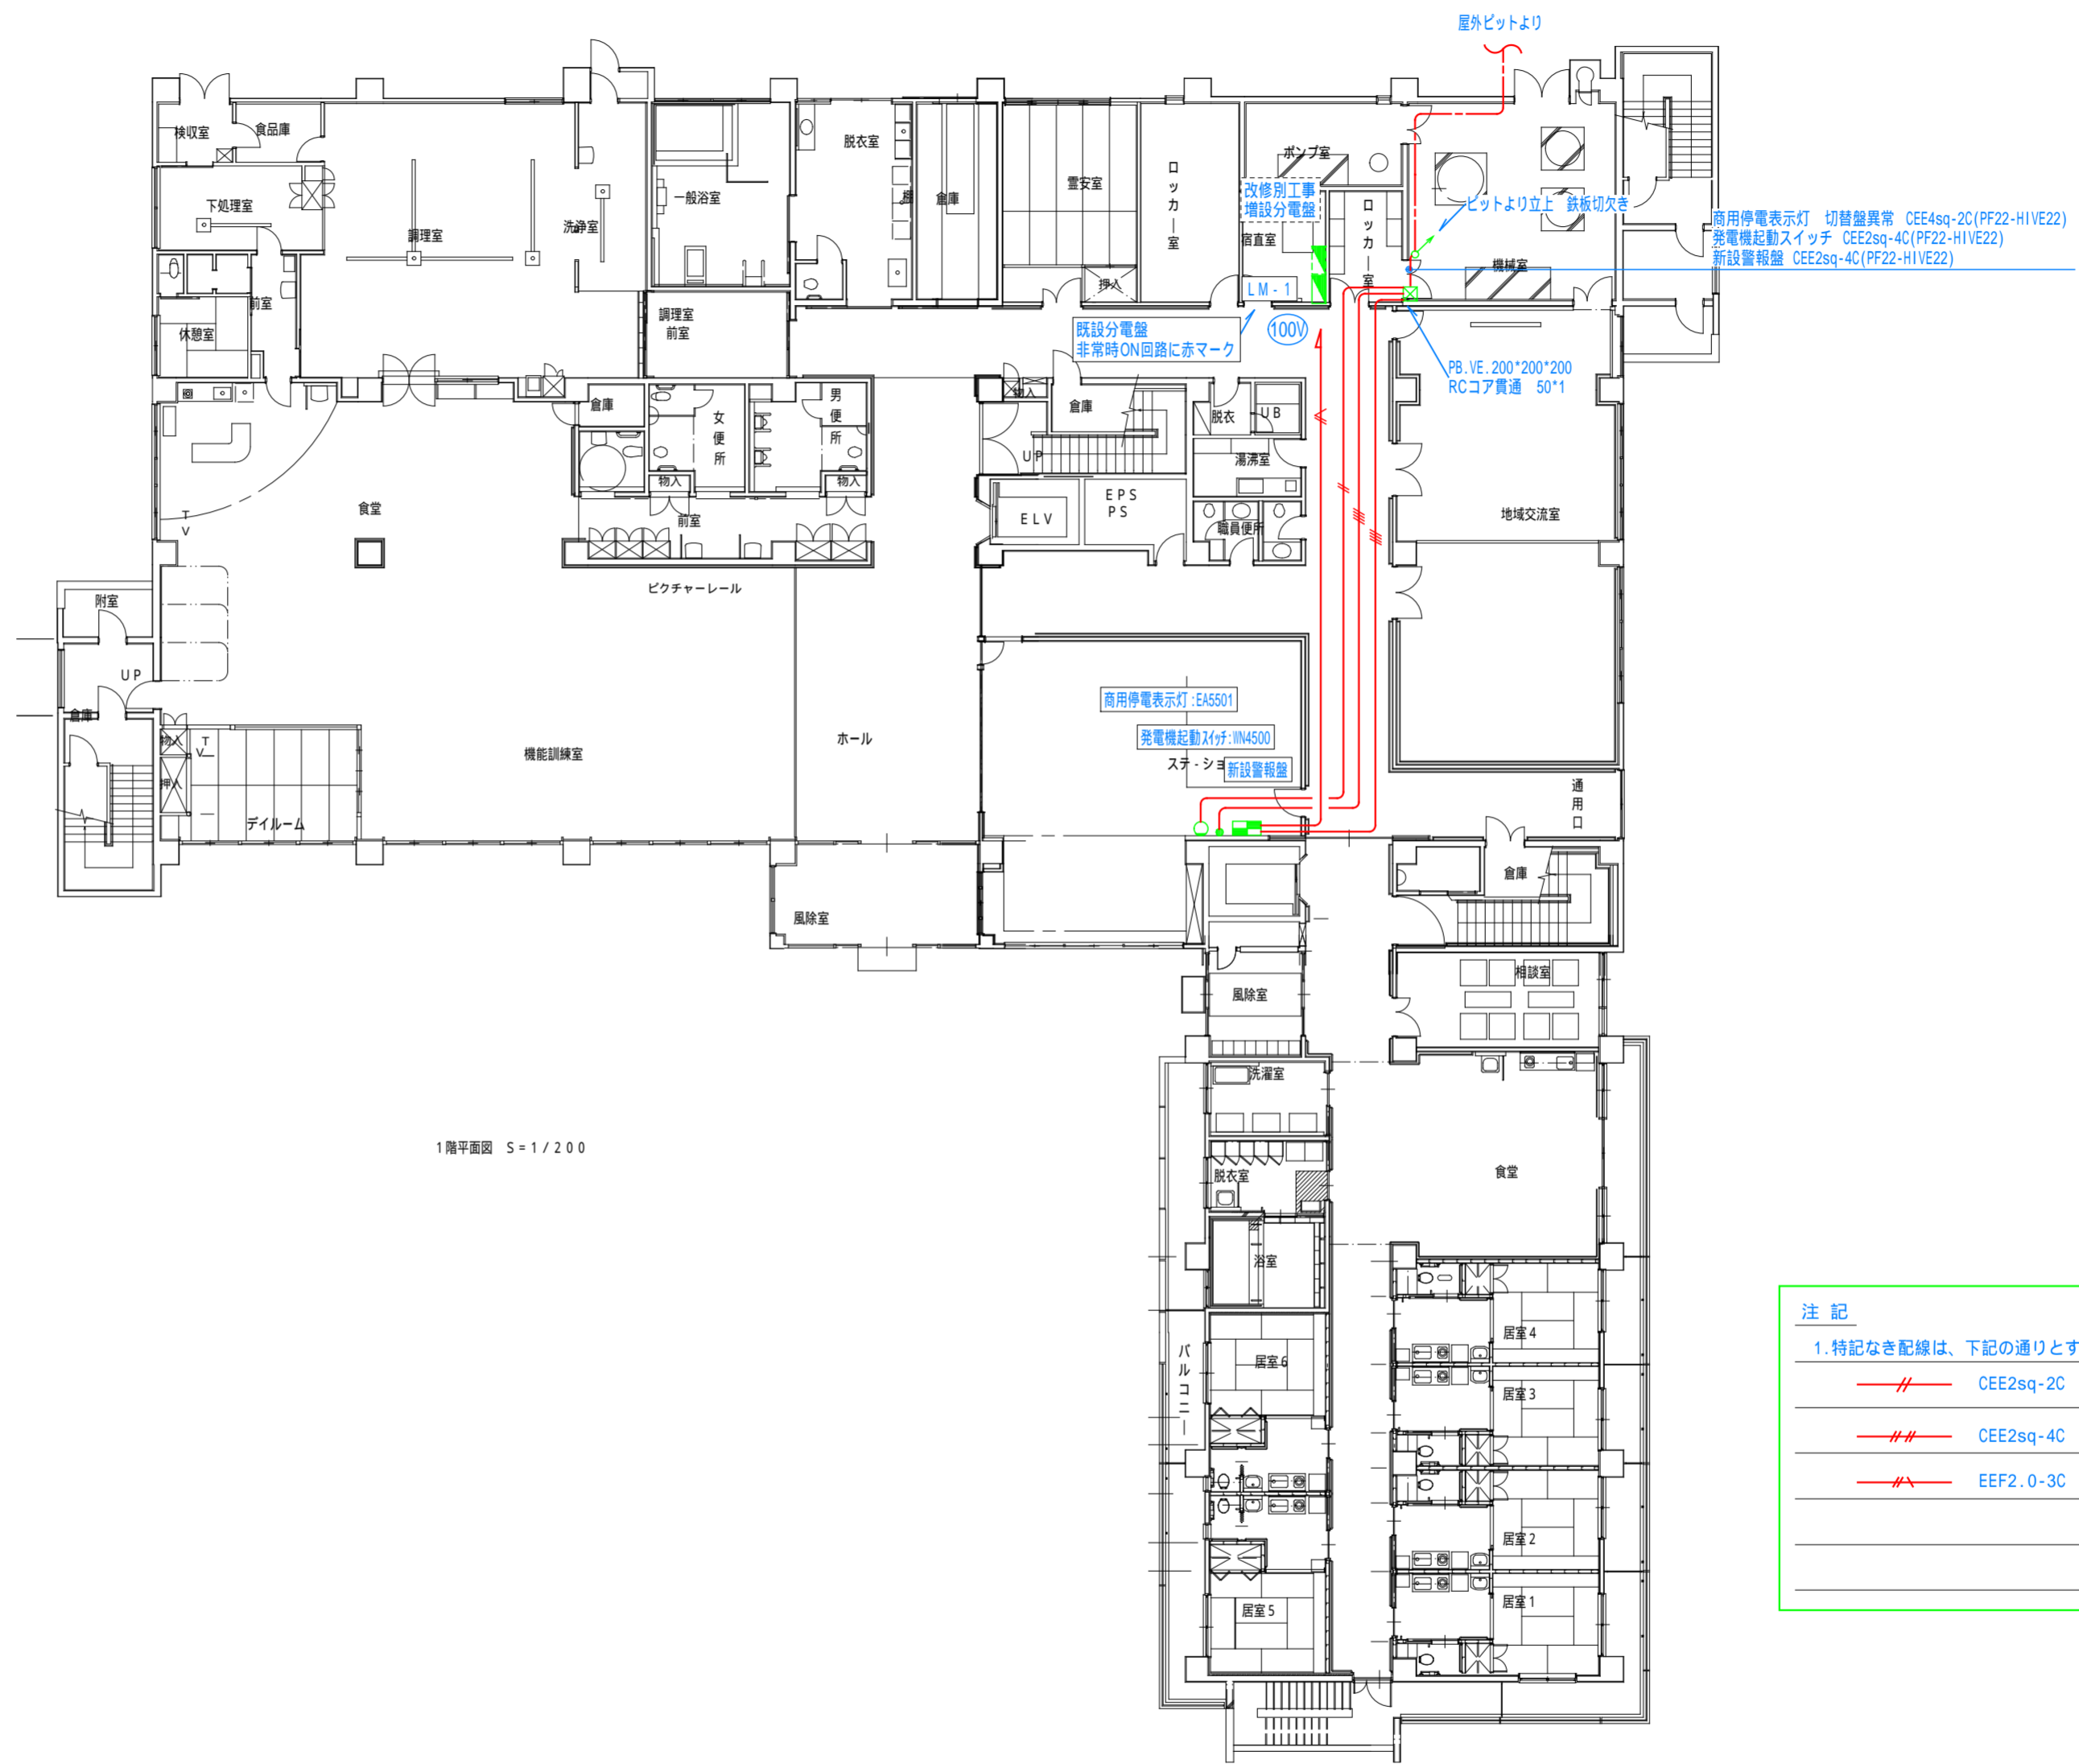 屋外ピットより
検収室
食品庫
下処理室
調理室
洗浄室
一般浴室
脱衣室
棚
倉庫
霊安室
ロッカー室
ポンプ室
改修別工事
増設分電盤
宿直室
ロッカー室
ピットより立上　鉄板切欠き
機械室
商用停電表示灯　切替盤異常 CEE4sq-2C(PF22-HIVE22)
発電機起動スイッチ CEE2sq-4C(PF22-HIVE22)
新設警報盤 CEE2sq-4C(PF22-HIVE22)
前室
休憩室
調理室
前室
押入
LM-1
既設分電盤
非常時ON回路に赤マーク
100V
PB.VE.200*200*200
RCコア貫通　50*1
倉庫
女便所
男便所
物入
物入
前室
物入
倉庫
UP
脱衣
UB
湯沸室
EPS
PS
ELV
職員便所
地域交流室
食堂
TV
ピクチャーレール
附室
UP
倉庫
物入
TV
押入
デイルーム
機能訓練室
ホール
商用停電表示灯:EA5501
発電機起動スイッチ:WN4500
ステ-ショ
新設警報盤
通用口
倉庫
風除室
相談室
風除室
洗濯室
脱衣室
食堂
浴室
1階平面図　S=1/200
バルコニー
居室6
居室4
居室3
居室2
居室5
居室1
注記
1.特記なき配線は、下記の通りとす
CEE2sq-2C
CEE2sq-4C
EEF2.0-3C